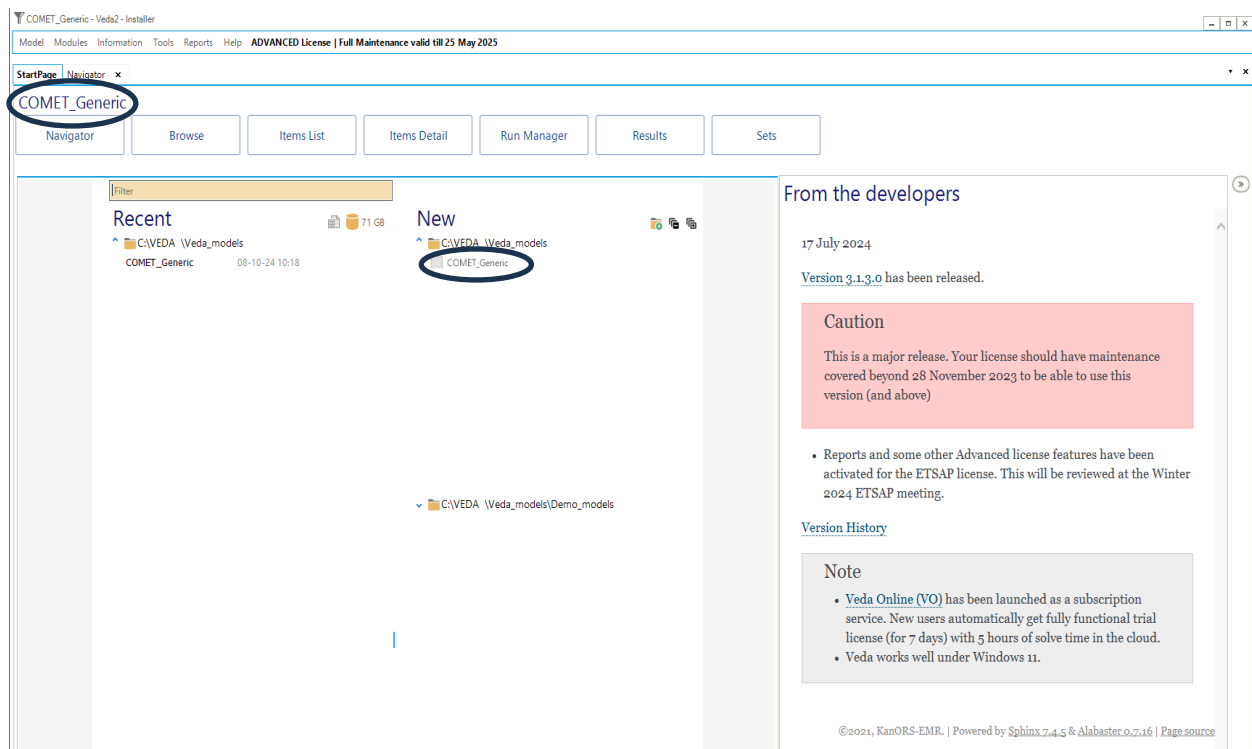 COMET_Generic - Veda2 - Installer
Model Modules Information Tools Reports Help ADVANCED License | Full Maintenance valid till 25 May 2025
StartPage Navigator x
COMET_Generic
Navigator Browse Items List Items Detail Run Manager Results Sets
Filter
Recent 71 GB
C:\VEDA \Veda_models
COMET_Generic 08-10-24 10:18
New
C:\VEDA \Veda_models
COMET_Generic
C:\VEDA \Veda_models\Demo_models
From the developers
17 July 2024
Version 3.1.3.0 has been released.
Caution
This is a major release. Your license should have maintenance
covered beyond 28 November 2023 to be able to use this
version (and above)
• Reports and some other Advanced license features have been
activated for the ETSAP license. This will be reviewed at the Winter
2024 ETSAP meeting.
Version History
Note
• Veda Online (VO) has been launched as a subscription
service. New users automatically get fully functional trial
license (for 7 days) with 5 hours of solve time in the cloud.
• Veda works well under Windows 11.
©2021, KanORS-EMR. | Powered by Sphinx 7.4.5 & Alabaster 0.7.16 | Page source